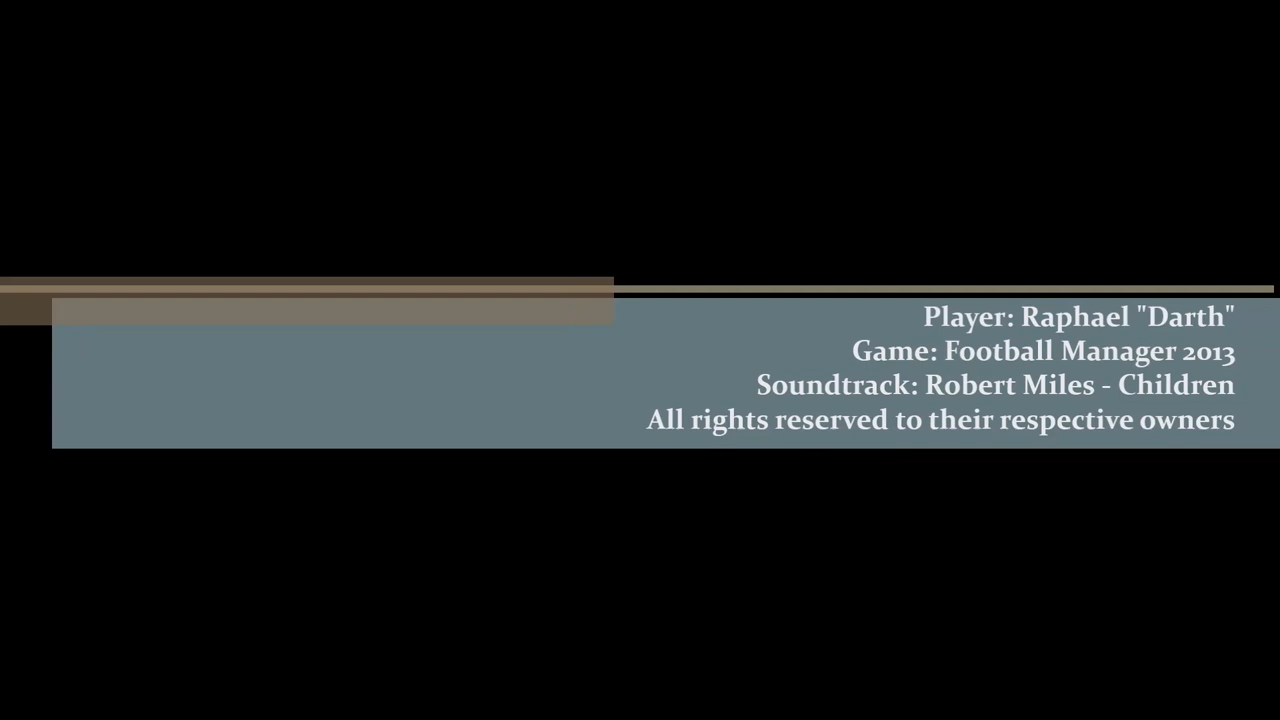 Player: Raphael "Darth"
Game: Football Manager 2013
Soundtrack: Robert Miles - Children
All rights reserved to their respective owners